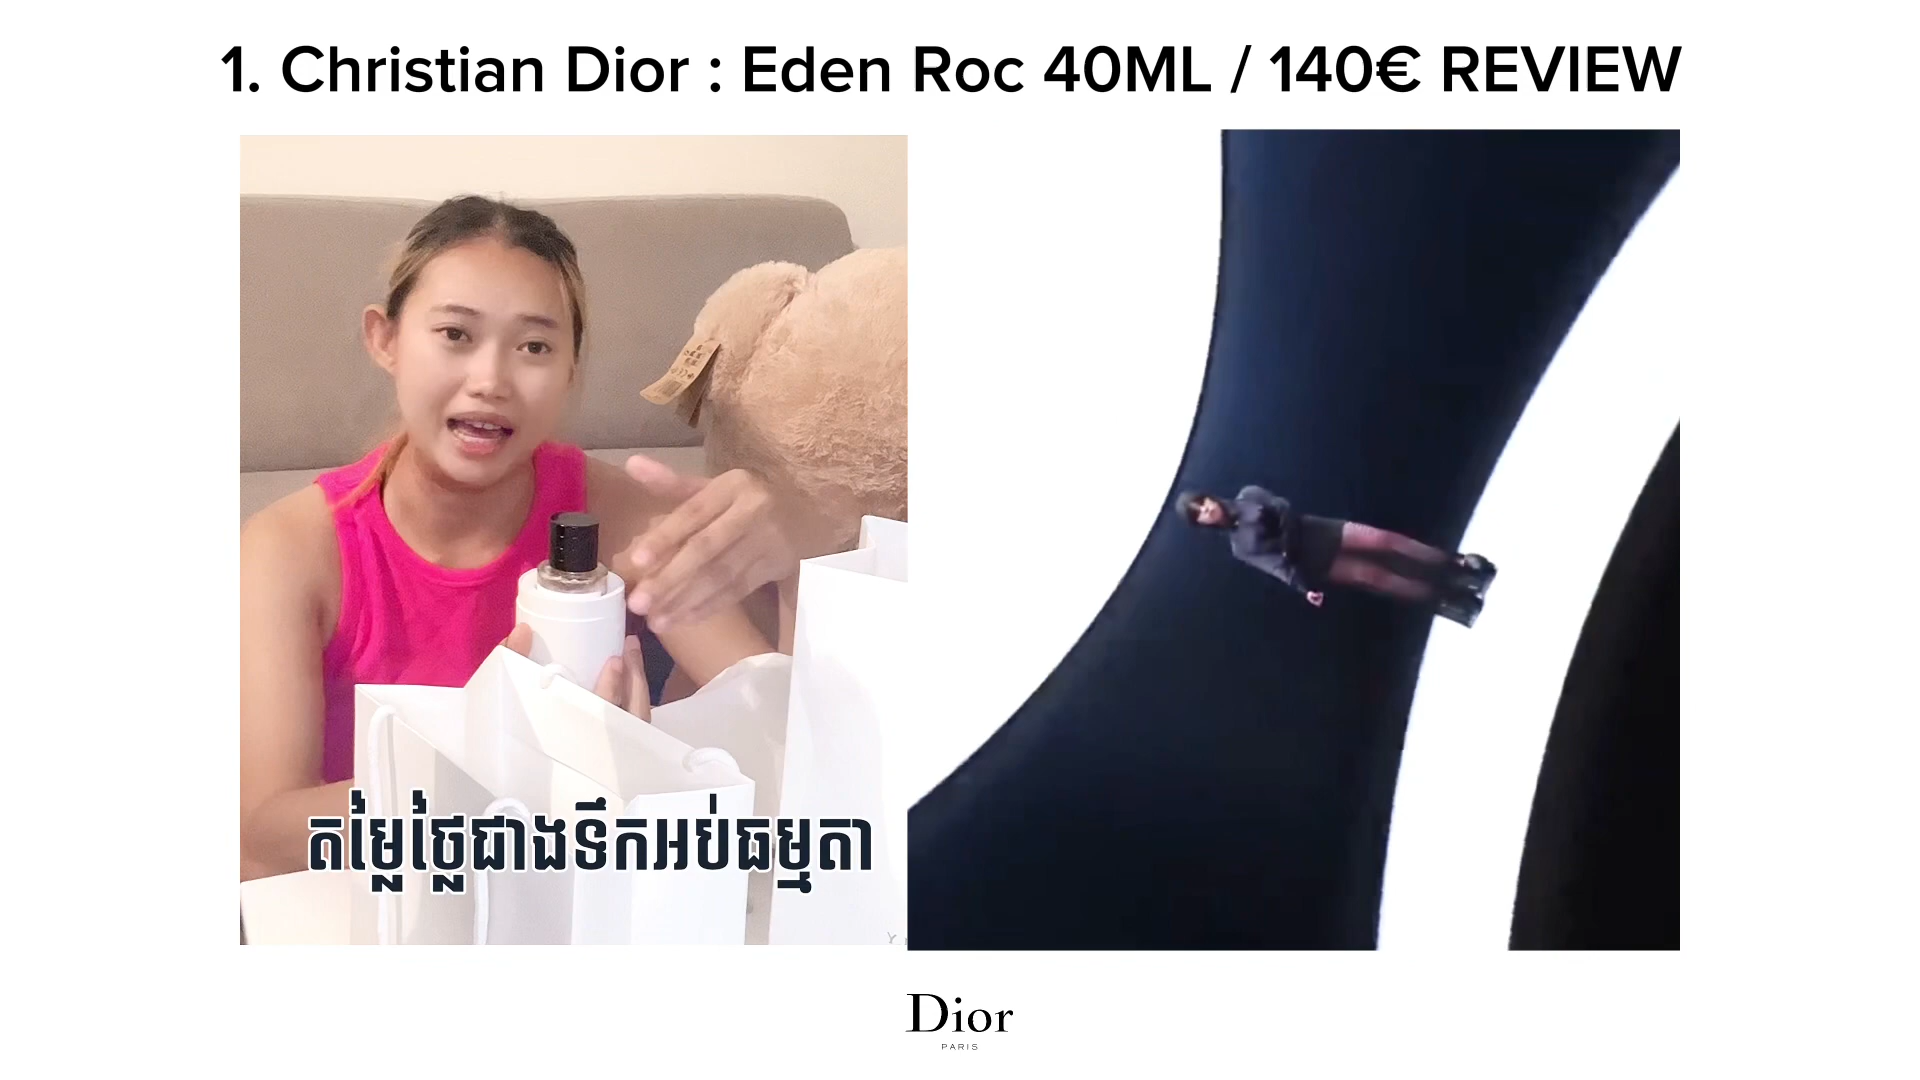 1. Christian Dior : Eden Roc 40ML / 140€ REVIEW
តម្លៃថ្លៃជាងទឹកអប់ធម្មតា
Dior
PARIS